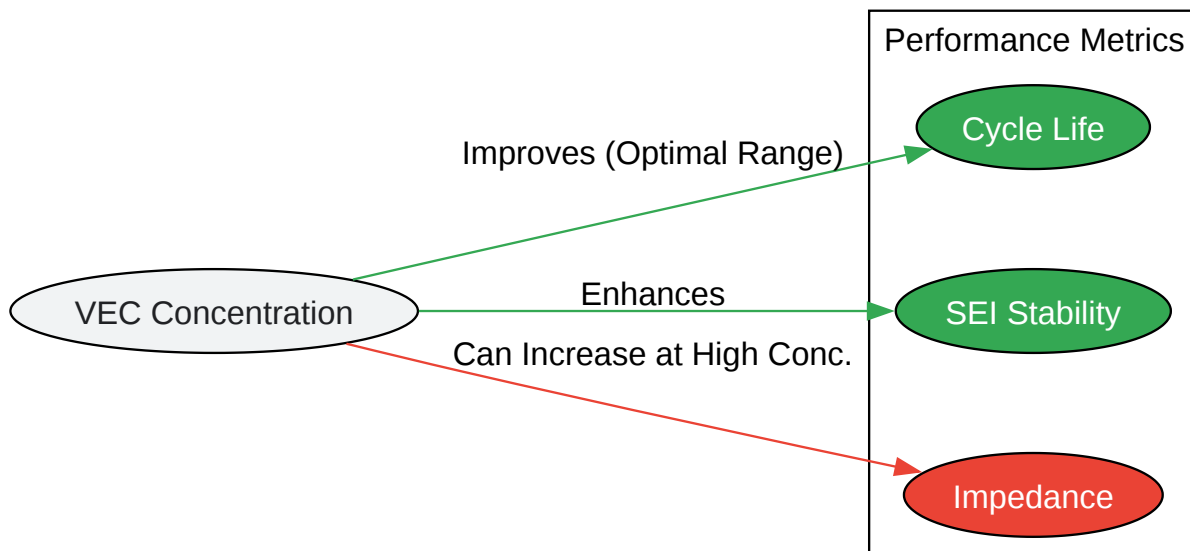 Performance Metrics
Cycle Life
Improves (Optimal Range)
VEC Concentration
Enhances
SEI Stability
Can Increase at High Conc.
Impedance